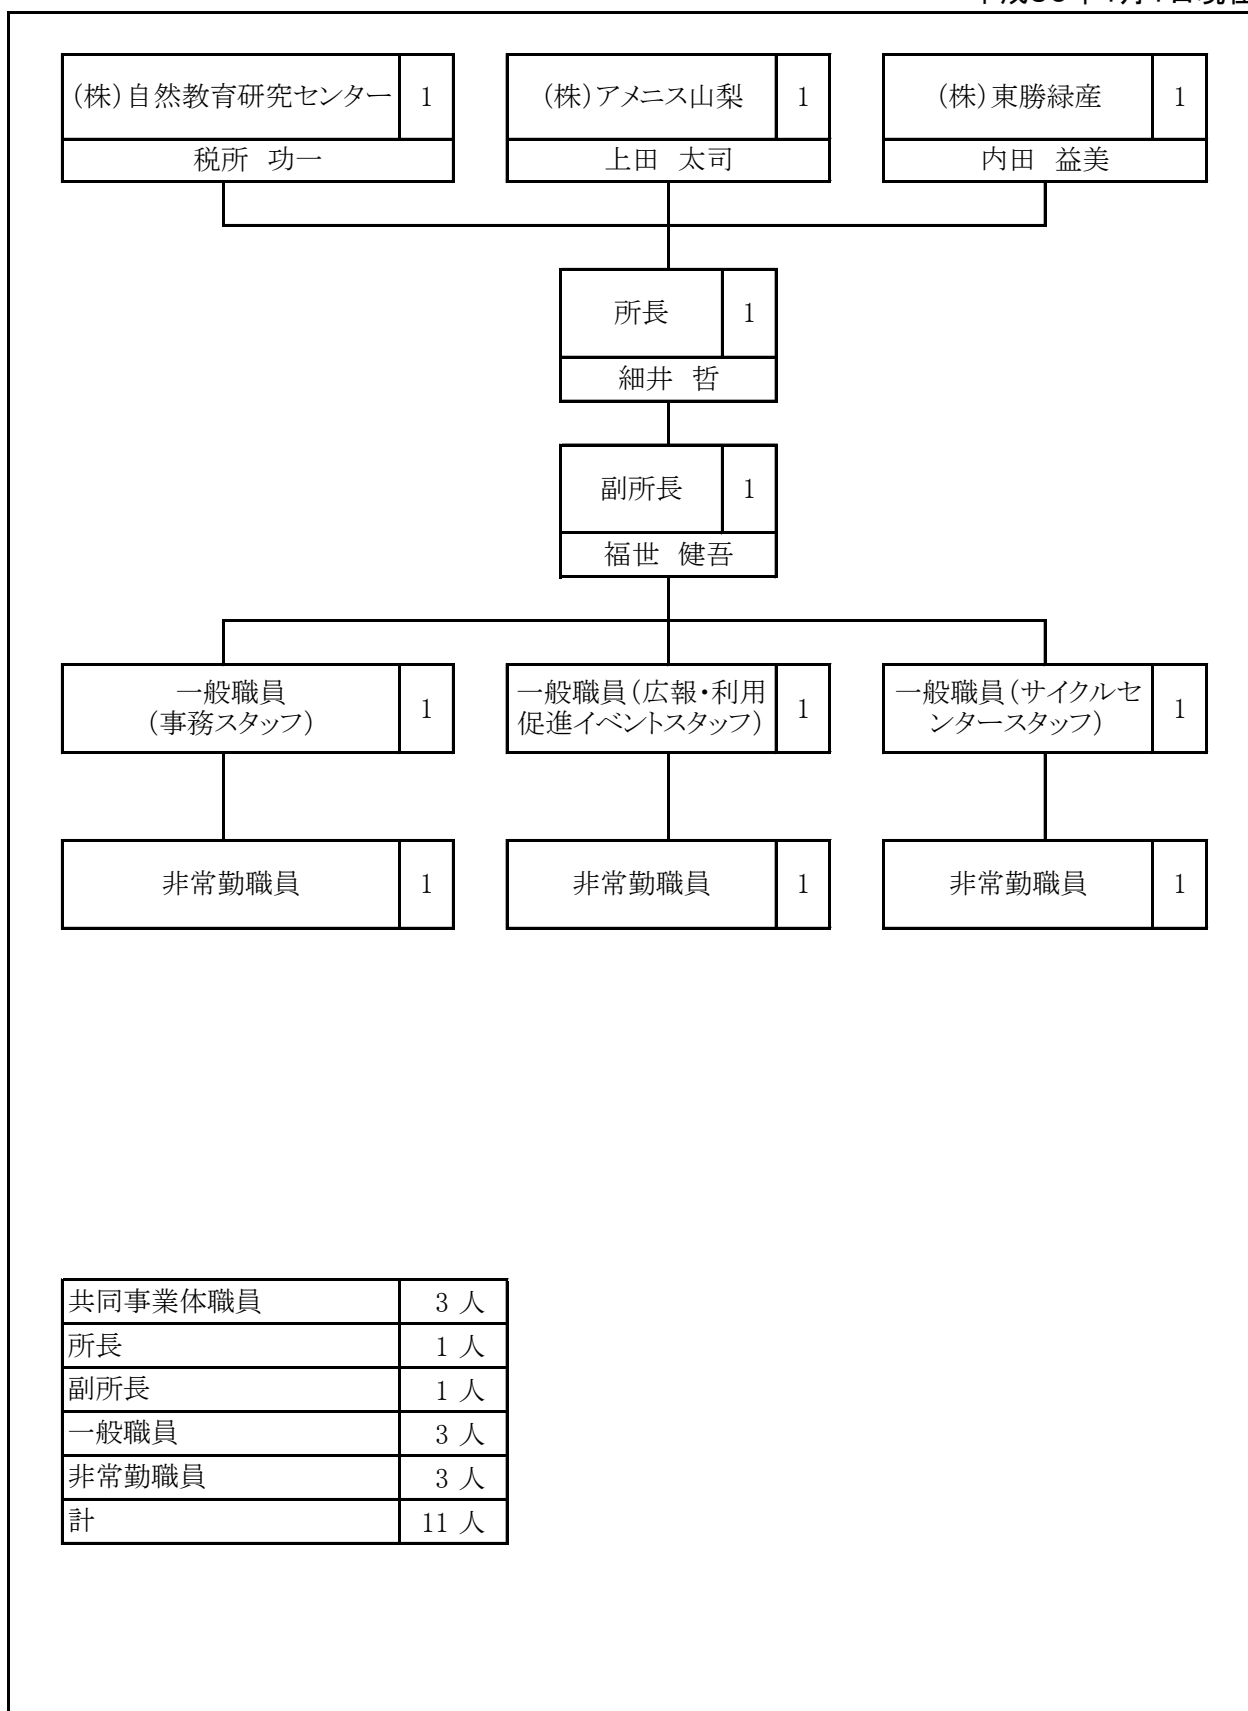 (株)自然教育研究センター 1 (株)アメニス山梨 1 (株)東勝緑産 1
税所 功一 上田 太司 内田 益美
所長 1
細井 哲
副所長 1
福世 健吾
一般職員
(事務スタッフ) 1
一般職員(広報・利用
促進イベントスタッフ) 1
一般職員(サイクルセ
ンタースタッフ) 1
非常勤職員 1 非常勤職員 1 非常勤職員 1
共同事業体職員 3 人
所長 1 人
副所長 1 人
一般職員 3 人
非常勤職員 3 人
計 11 人